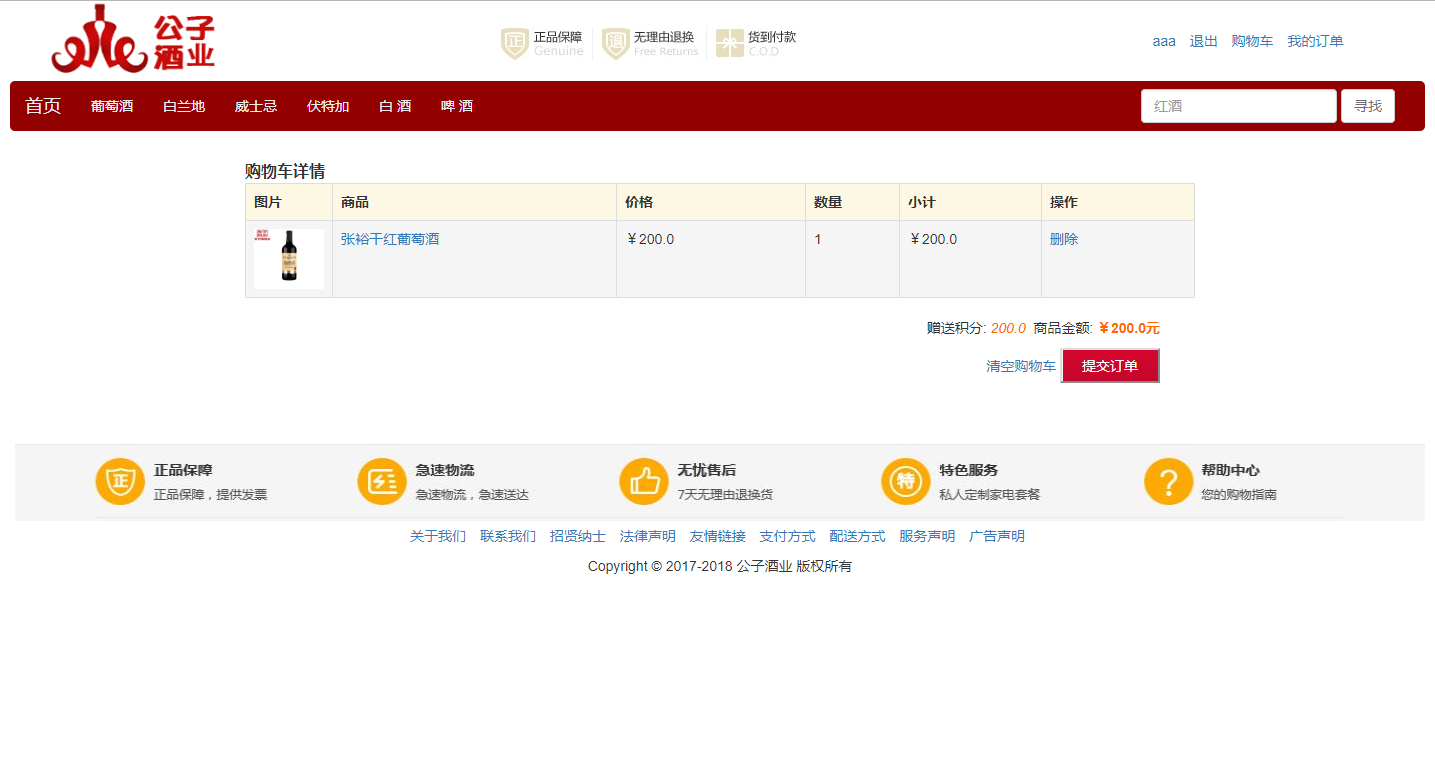 公子
酒业
正 正品保障
Genuine
退 无理由退换
Free Returns
货到付款
C.O.D
aaa 退出 购物车 我的订单
首页 葡萄酒 白兰地 威士忌 伏特加 白 酒 啤 酒 红酒 寻找
购物车详情
图片 商品 价格 数量 小计 操作
张裕干红葡萄酒 ￥200.0 1 ￥200.0 删除
赠送积分: 200.0 商品金额: ￥200.0元
清空购物车 提交订单
正 正品保障
正品保障，提供发票
急速物流
急速物流，急速送达
无忧售后
7天无理由退换货
特 特色服务
私人定制家电套餐
? 帮助中心
您的购物指南
关于我们 联系我们 招贤纳士 法律声明 友情链接 支付方式 配送方式 服务声明 广告声明
Copyright © 2017-2018 公子酒业 版权所有